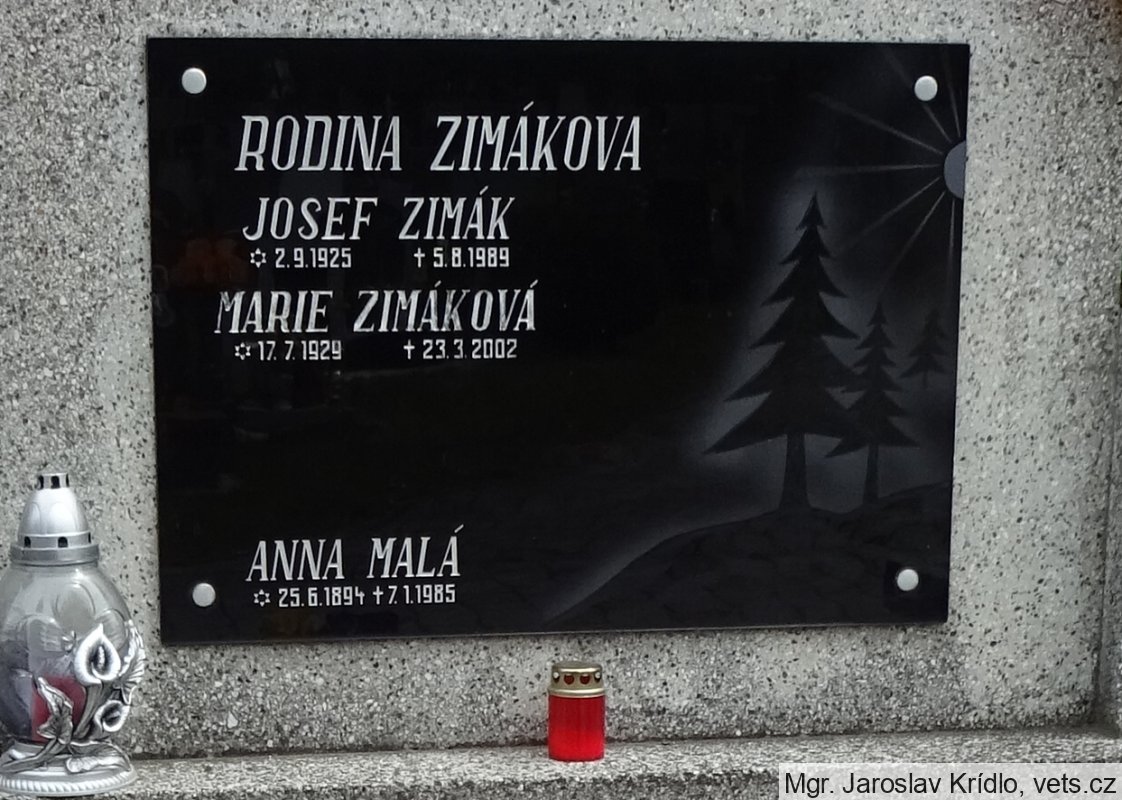 RODINA ZIMÁKOVA
JOSEF ZIMÁK
✡ 2.9.1925 ✝ 5.8.1989
MARIE ZIMÁKOVÁ
✡ 17.7.1929 ✝ 23.3.2002
ANNA MALÁ
✡ 25.6.1894 ✝ 7.1.1985
Mgr. Jaroslav Krídlo, vets.cz